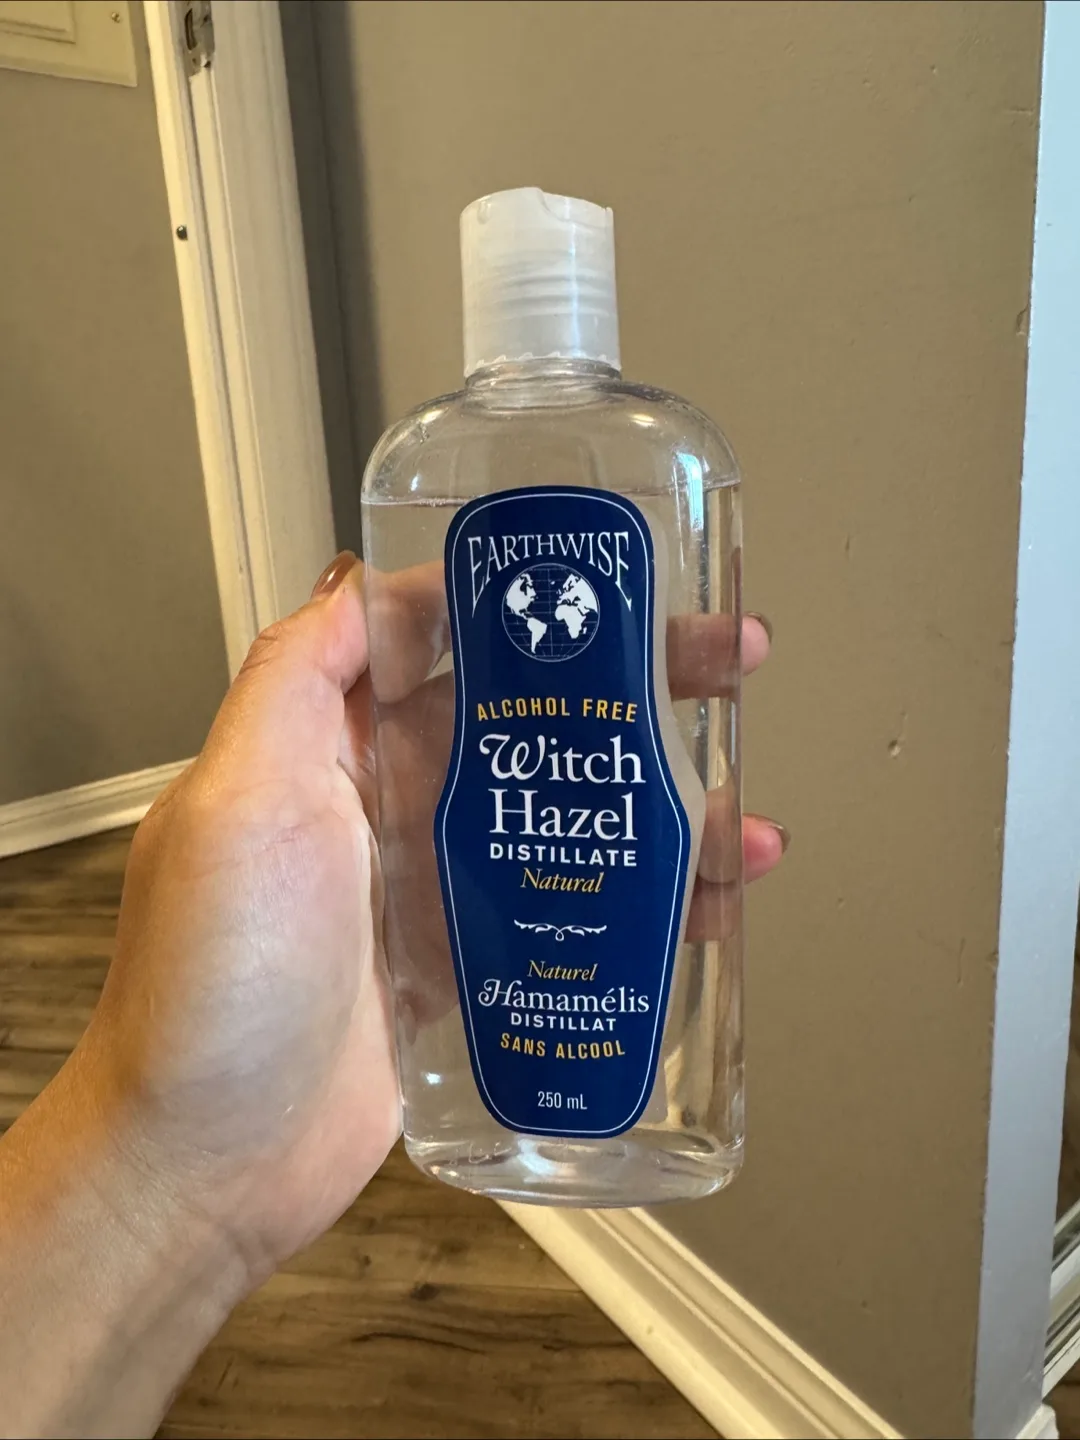 EARTHWISE
ALCOHOL FREE
Witch
Hazel
DISTILLATE
Natural
Naturel
Hamamélis
DISTILLAT
SANS ALCOOL
250 mL